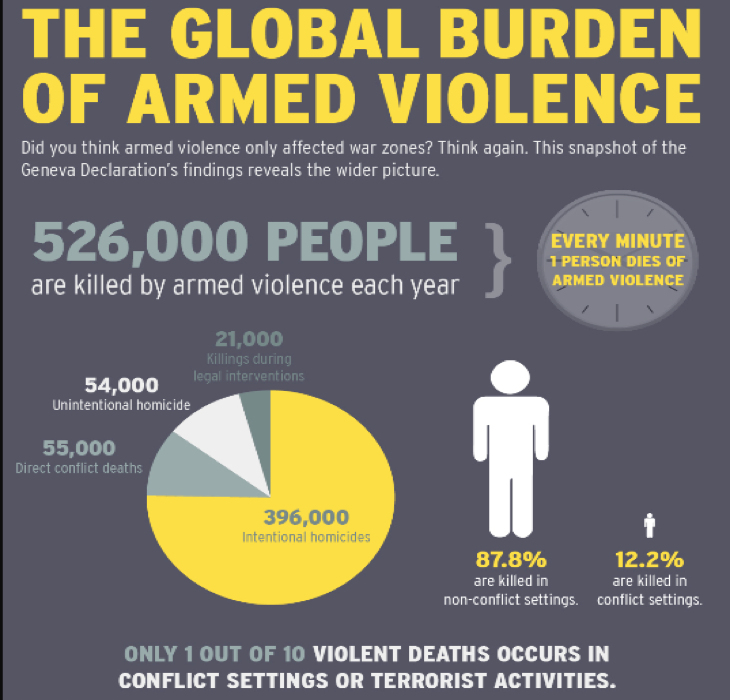 THE GLOBAL BURDEN
OF ARMED VIOLENCE
Did you think armed violence only affected war zones? Think again. This snapshot of the
Geneva Declaration's findings reveals the wider picture.
526,000 PEOPLE
are killed by armed violence each year
}
EVERY MINUTE
1 PERSON DIES OF
ARMED VIOLENCE
21,000
Killings during
legal interventions
54,000
Unintentional homicide
55,000
Direct conflict deaths
396,000
Intentional homicides
87.8%
are killed in
non-conflict settings.
12.2%
are killed in
conflict settings.
ONLY 1 OUT OF 10 VIOLENT DEATHS OCCURS IN
CONFLICT SETTINGS OR TERRORIST ACTIVITIES.